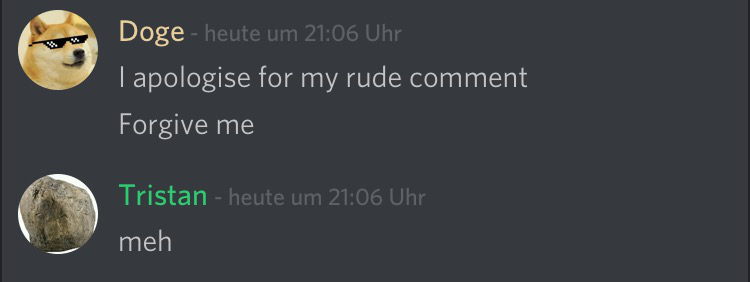 Doge - heute um 21:06 Uhr
I apologise for my rude comment
Forgive me
Tristan - heute um 21:06 Uhr
meh